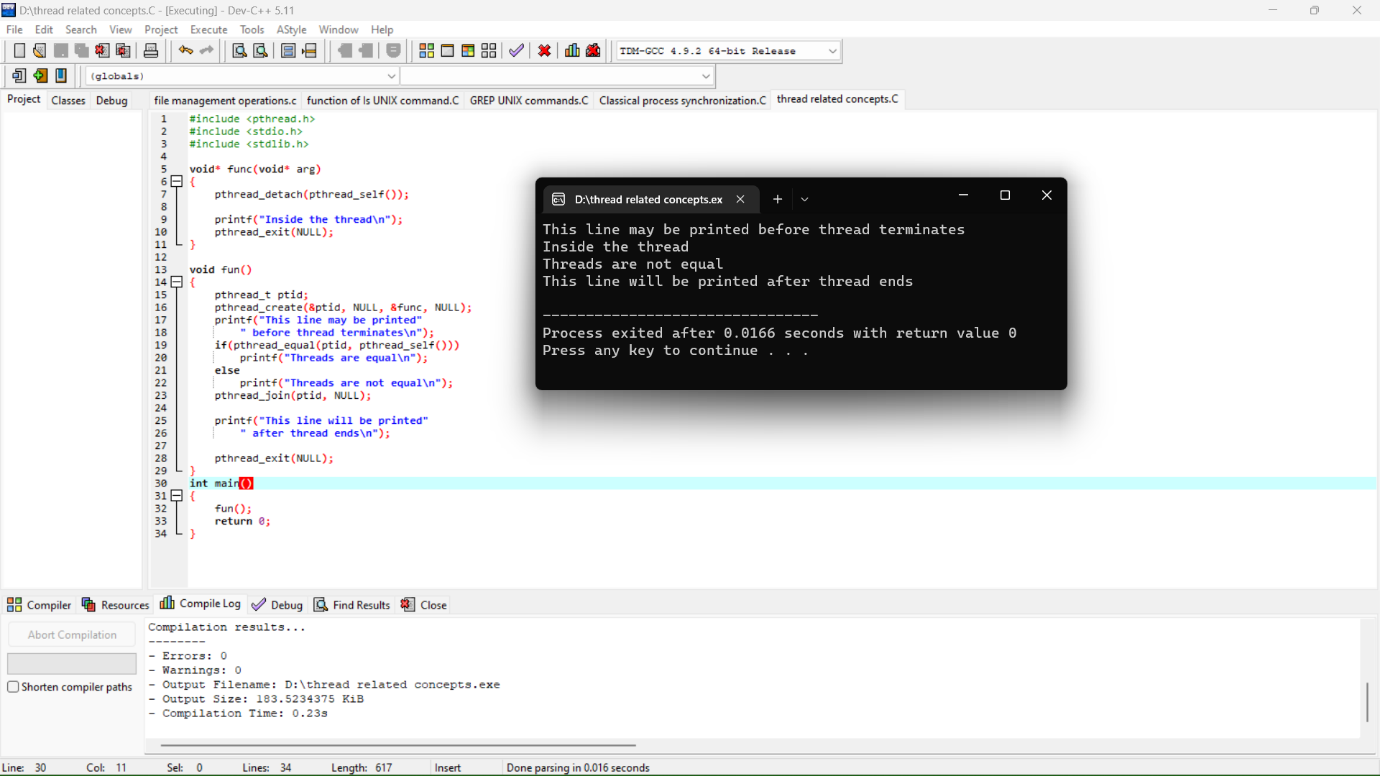 D:\thread related concepts.C - [Executing] - Dev-C++ 5.11
File Edit Search View Project Execute Tools AStyle Window Help
TDM-GCC 4.9.2 64-bit Release
(globals)
Project Classes Debug
file management operations.c function of ls UNIX command.C GREP UNIX commands.C Classical process synchronization.C thread related concepts.C
1 #include <pthread.h>
2 #include <stdio.h>
3 #include <stdlib.h>
4
5 void* func(void* arg)
6 {
7 pthread_detach(pthread_self());
8
9 printf("Inside the thread\n");
10 pthread_exit(NULL);
11 }
12
13 void fun()
14 {
15 pthread_t ptid;
16 pthread_create(&ptid, NULL, &func, NULL);
17 printf("This line may be printed"
18 " before thread terminates\n");
19 if(pthread_equal(ptid, pthread_self()))
20 printf("Threads are equal\n");
21 else
22 printf("Threads are not equal\n");
23 pthread_join(ptid, NULL);
24
25 printf("This line will be printed"
26 " after thread ends\n");
27
28 pthread_exit(NULL);
29 }
30 int main()
31 {
32 fun();
33 return 0;
34 }
D:\thread related concepts.ex
This line may be printed before thread terminates
Inside the thread
Threads are not equal
This line will be printed after thread ends
--------------------------------
Process exited after 0.0166 seconds with return value 0
Press any key to continue . . .
Compiler Resources Compile Log Debug Find Results Close
Abort Compilation
Shorten compiler paths
Compilation results...
--------
- Errors: 0
- Warnings: 0
- Output Filename: D:\thread related concepts.exe
- Output Size: 183.5234375 KiB
- Compilation Time: 0.23s
Line: 30 Col: 11 Sel: 0 Lines: 34 Length: 617 Insert Done parsing in 0.016 seconds